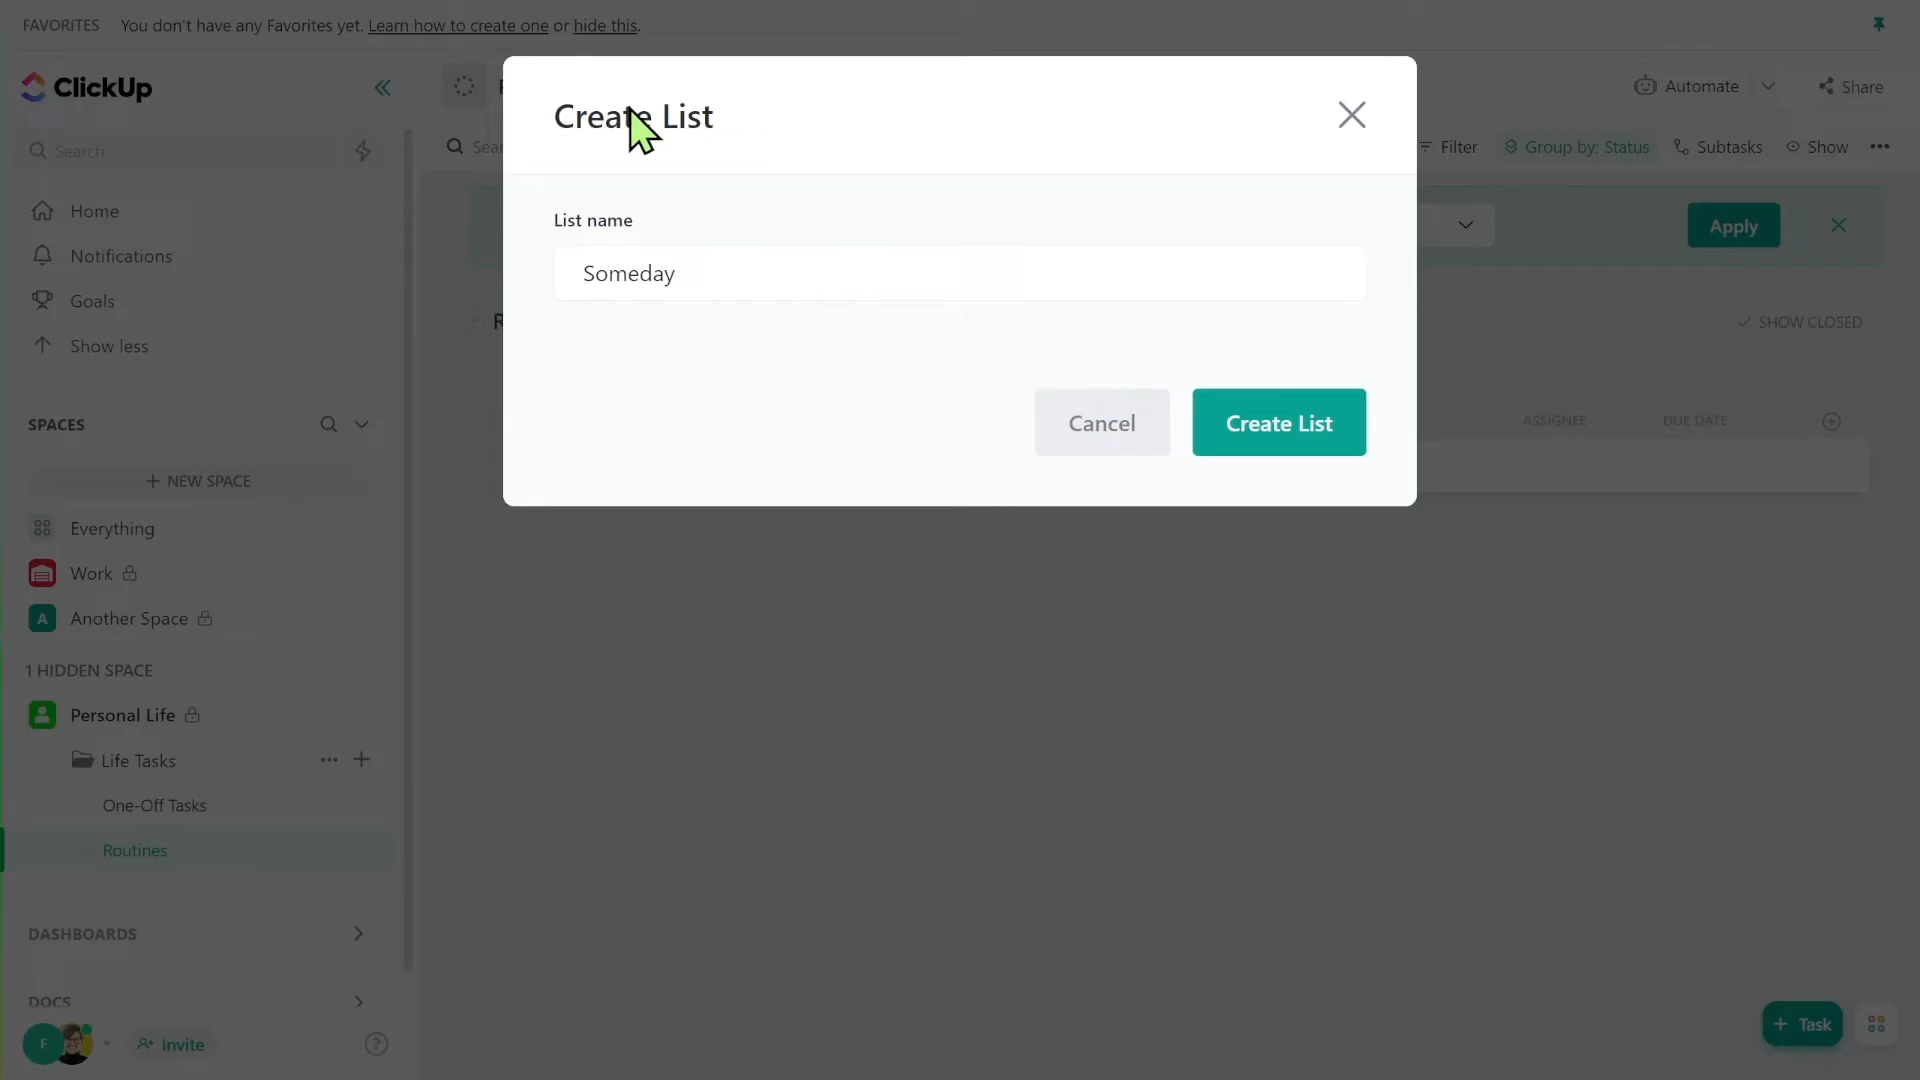 FAVORITES You don't have any Favorites yet. Learn how to create one or hide this.
ClickUp
Automate
Share
Create List
Search
Filter
Group by: Status
Subtasks
Show
List name
Someday
Apply
Home
Notifications
Goals
Show less
SHOW CLOSED
Cancel
Create List
SPACES
ASSIGNEE
DUE DATE
+ NEW SPACE
Everything
Work
A Another Space
1 HIDDEN SPACE
Personal Life
Life Tasks
One-Off Tasks
Routines
DASHBOARDS
DOCS
F
Invite
?
+ Task